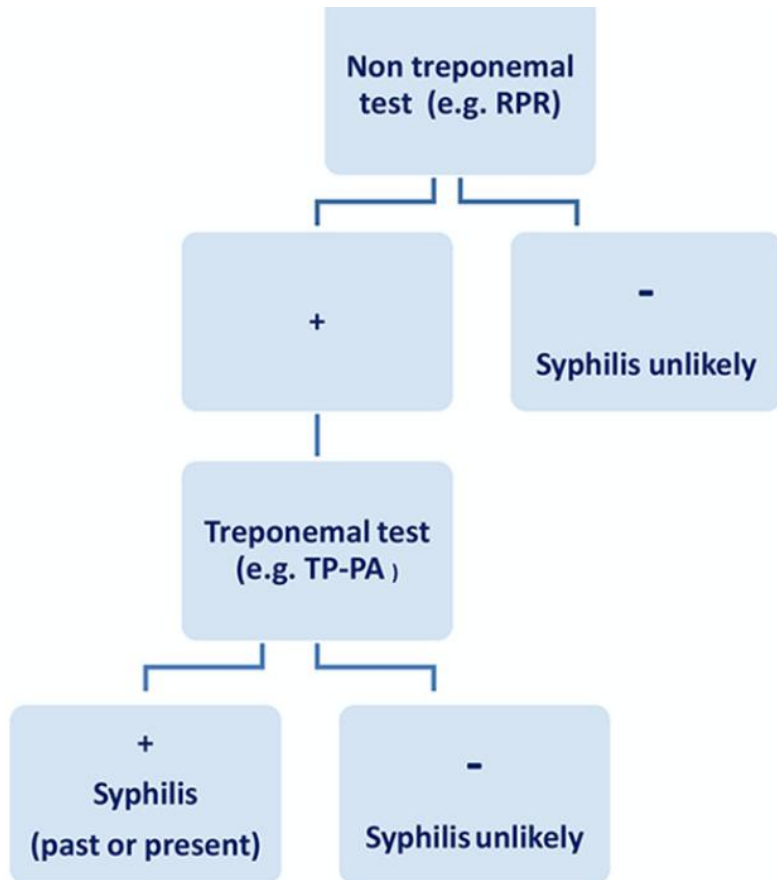 Non treponemal
test (e.g. RPR)
+
-
Syphilis unlikely
Treponemal test
(e.g. TP-PA )
+
Syphilis
(past or present)
-
Syphilis unlikely